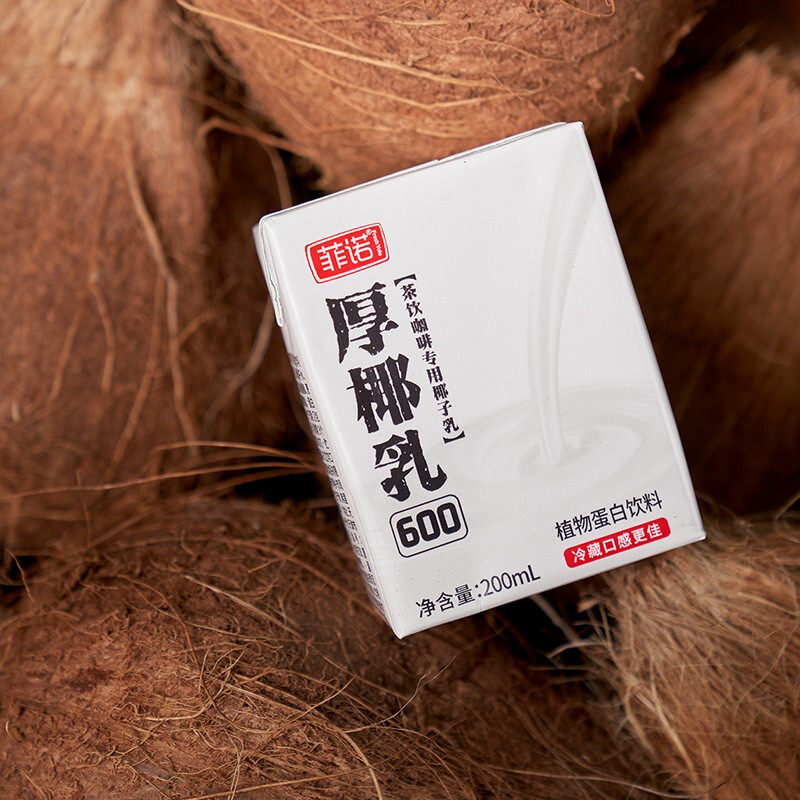 菲诺®
厚椰乳
【茶饮咖啡专用椰子乳】
600
植物蛋白饮料
冷藏口感更佳
净含量:200mL